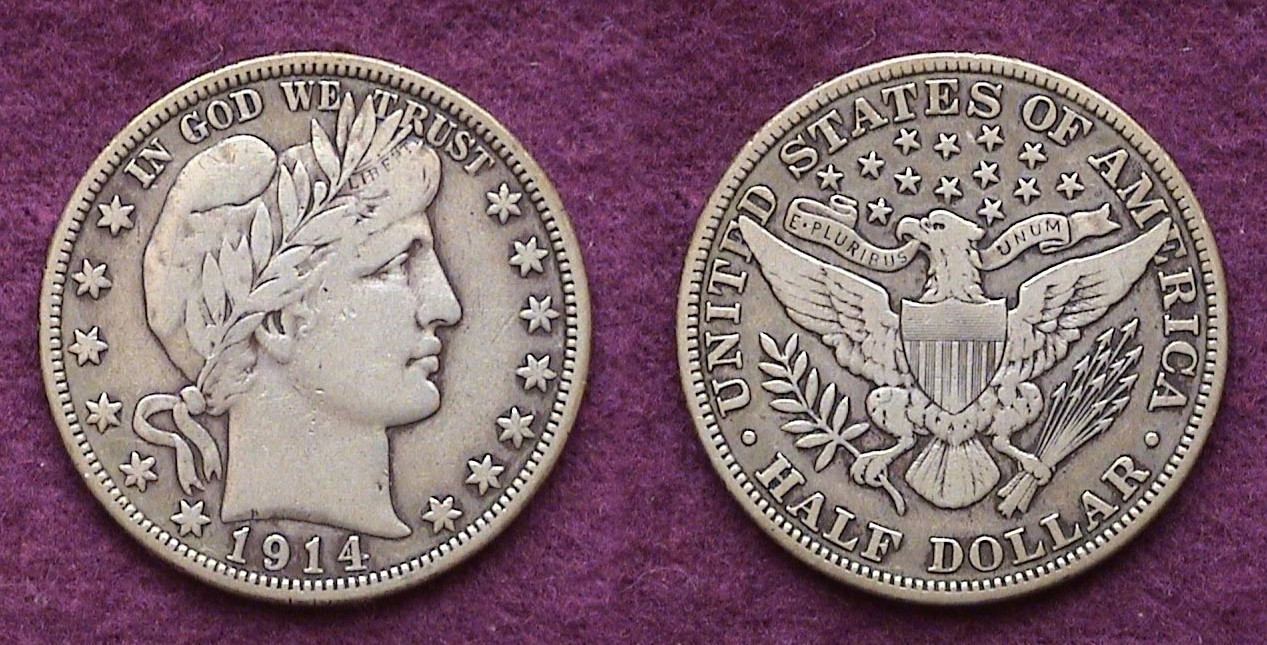 IN GOD WE TRUST
LIBERTY
1914
UNITED STATES OF AMERICA
E·PLURIBUS UNUM
· HALF DOLLAR ·